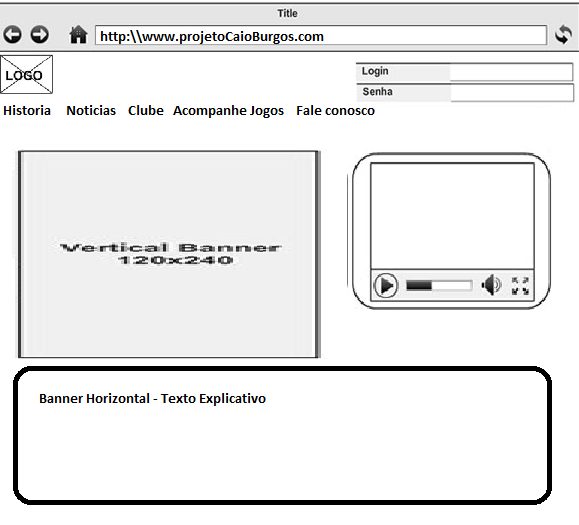 Title
http:\\www.projetoCaioBurgos.com
LOGO
Login
Senha
Historia Noticias Clube Acompanhe Jogos Fale conosco
Vertical Banner
120x240
Banner Horizontal - Texto Explicativo